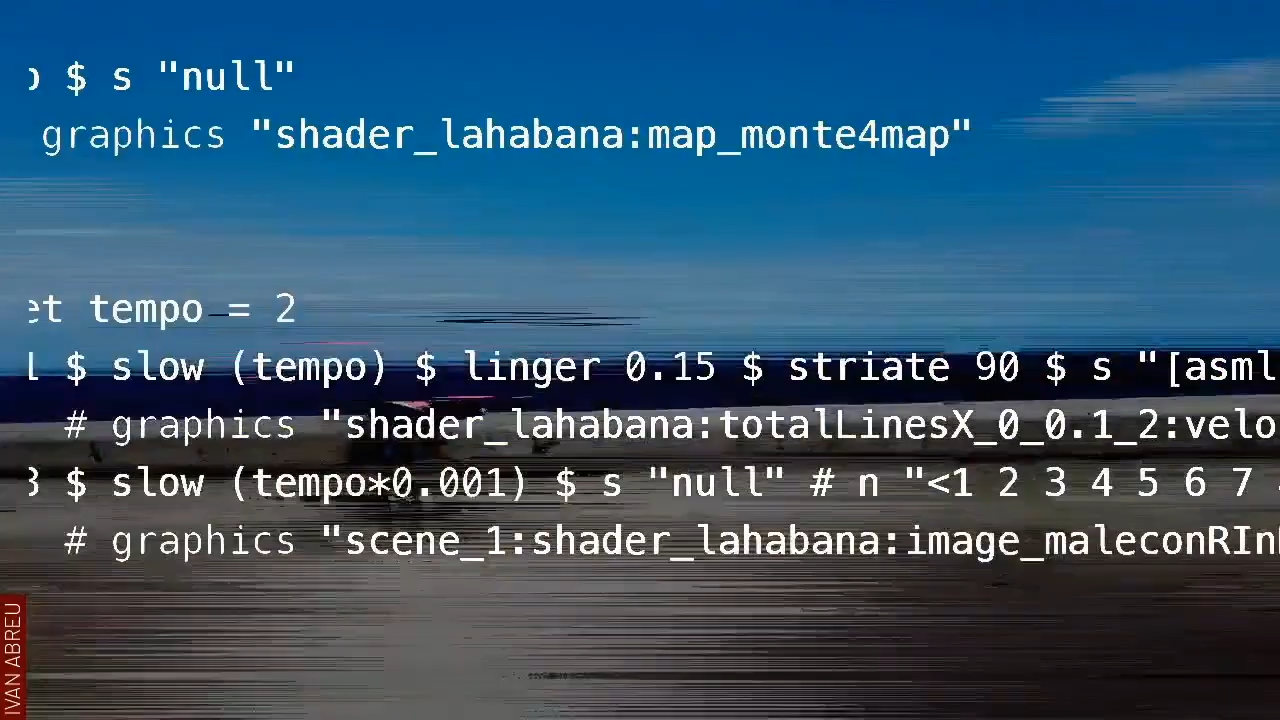 $ s "null"
graphics "shader_lahabana:map_monte4map"
tempo = 2
$ slow (tempo) $ linger 0.15 $ striate 90 $ s "[asml
# graphics "shader_lahabana:totalLinesX_0_0.1_2:velo
$ slow (tempo*0.001) $ s "null" # n "<1 2 3 4 5 6 7
# graphics "scene_1:shader_lahabana:image_maleconRIn
IVAN ABREU